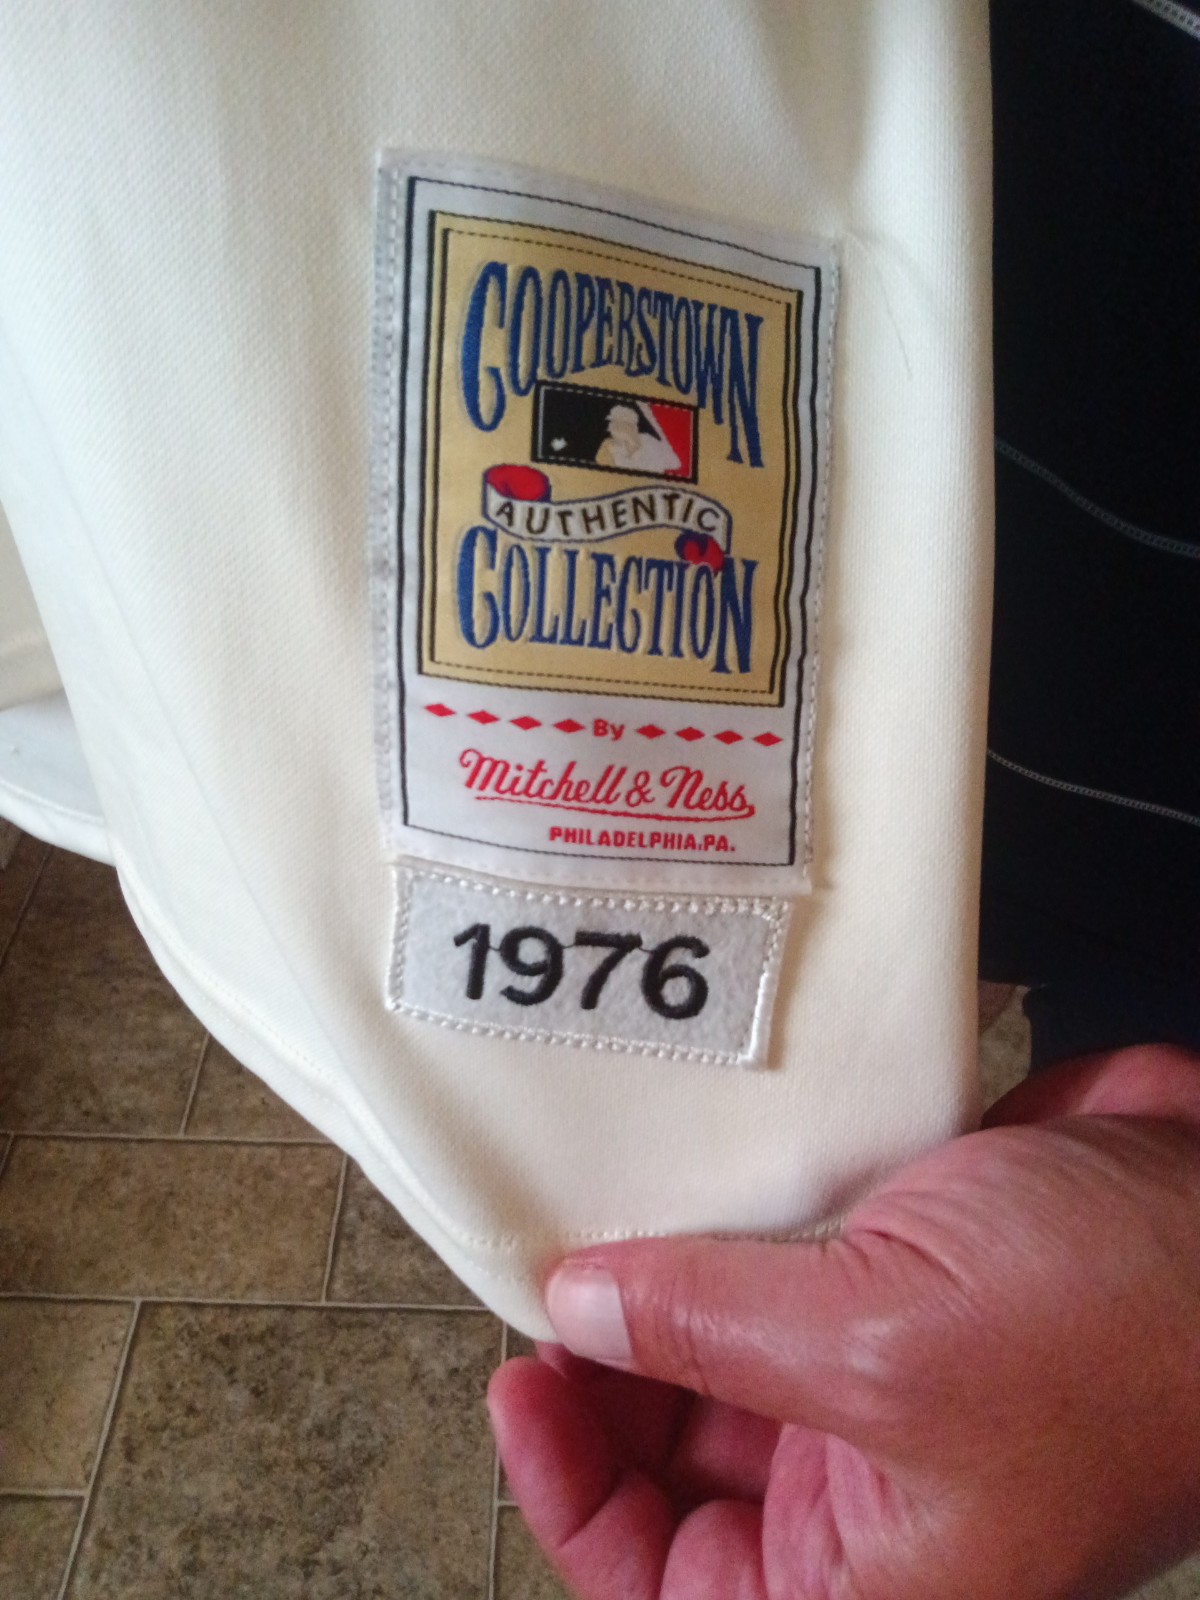 COOPERSTOWN
AUTHENTIC
COLLECTION
By
Mitchell & Ness
PHILADELPHIA, PA.
1976